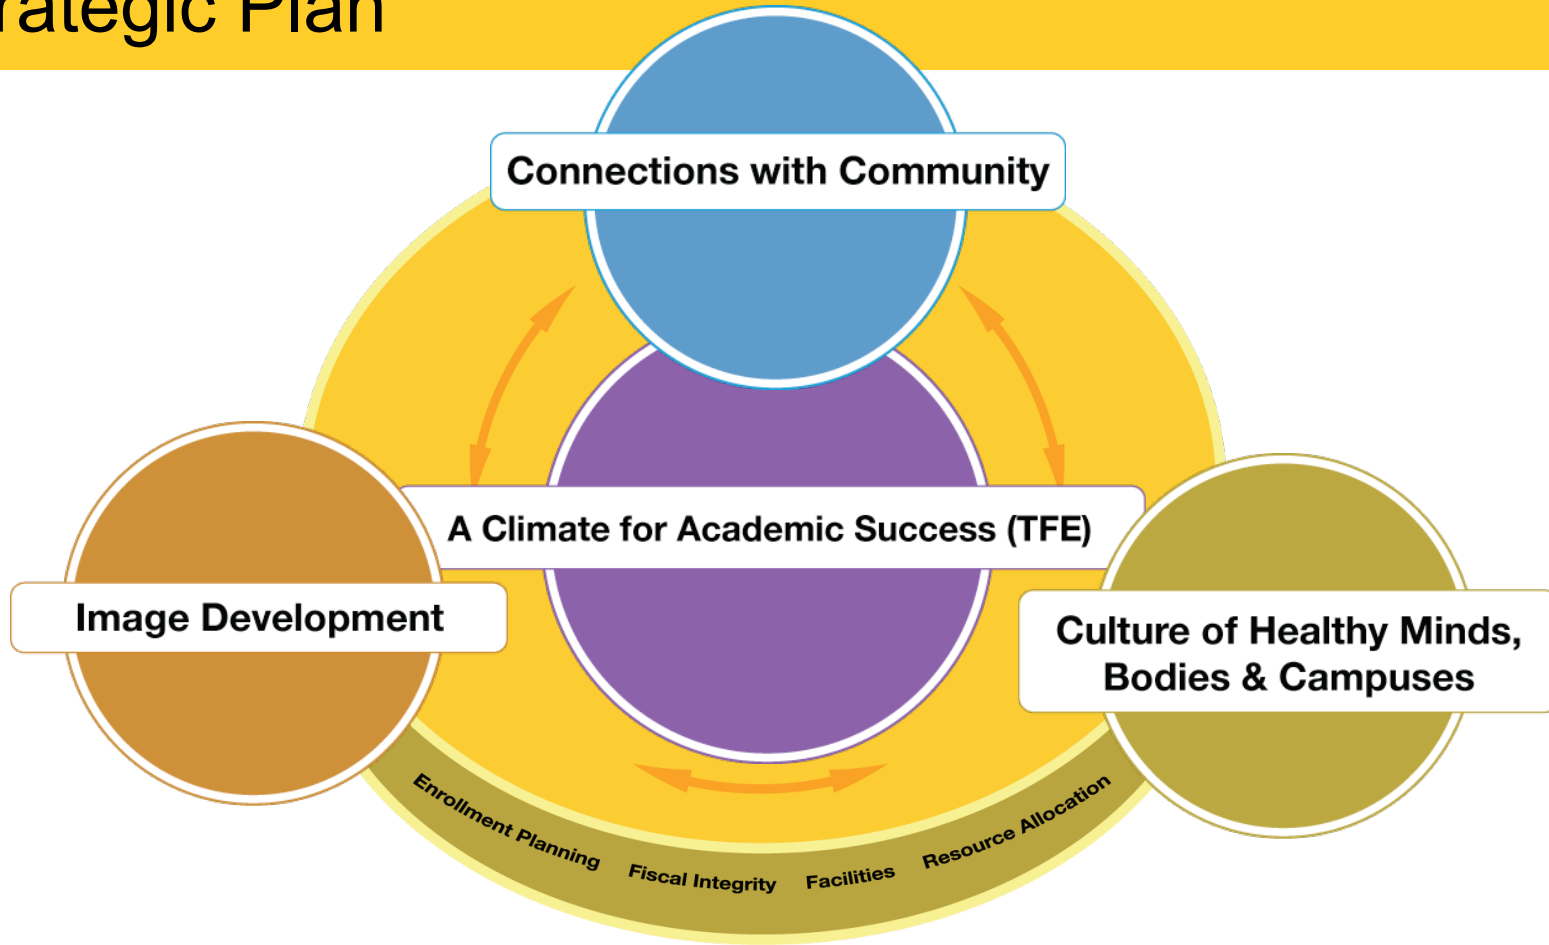 rategic Plan
Connections with Community
A Climate for Academic Success (TFE)
Image Development
Culture of Healthy Minds,
Bodies & Campuses
Enrollment Planning
Fiscal Integrity
Facilities
Resource Allocation